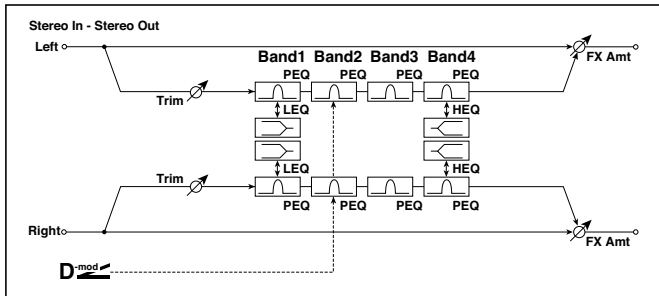 Stereo In - Stereo Out
Left
Band1 Band2 Band3 Band4
FX Amt
PEQ PEQ PEQ PEQ
Trim
LEQ HEQ
LEQ HEQ
Trim
PEQ PEQ PEQ PEQ
Right
FX Amt
D-mod